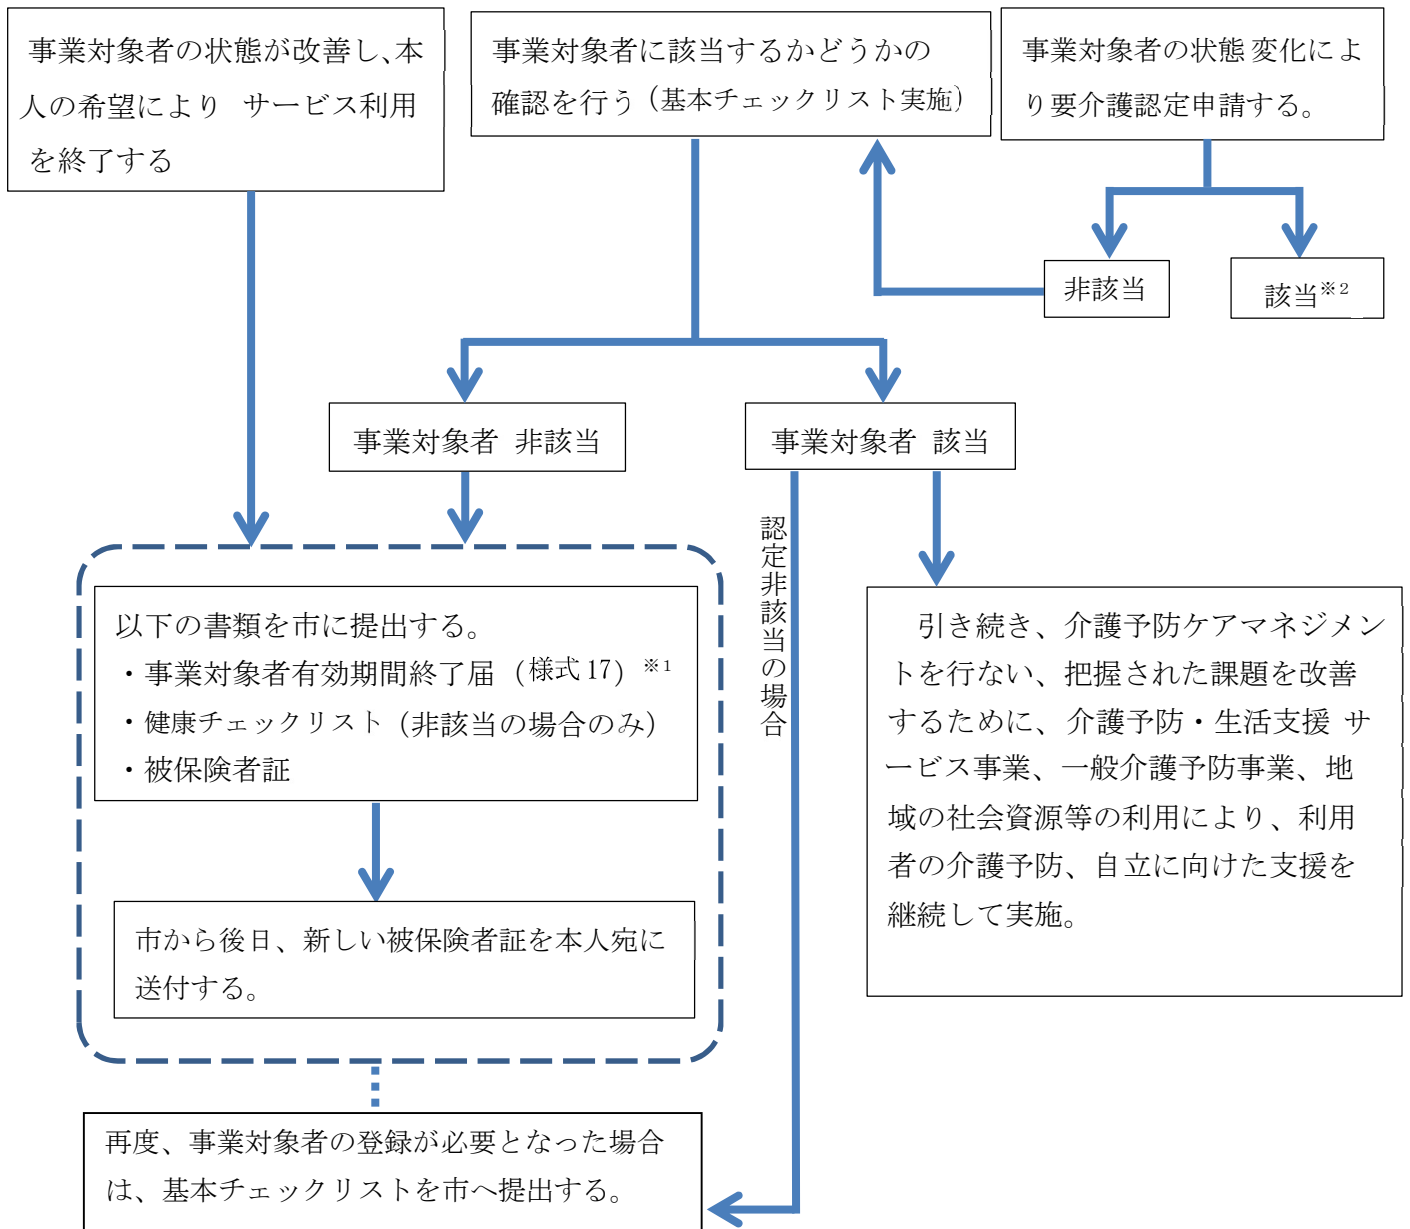 事業対象者の状態が改善し、本
人の希望により サービス利用
を終了する
事業対象者に該当するかどうかの
確認を行う（基本チェックリスト実施）
事業対象者の状態 変化によ
り要介護認定申請する。
非該当
該当※2
事業対象者 非該当
事業対象者 該当
認定非該当の場合
以下の書類を市に提出する。
・事業対象者有効期間終了届（様式 17）※1
・健康チェックリスト（非該当の場合のみ）
・被保険者証
市から後日、新しい被保険者証を本人宛に
送付する。
引き続き、介護予防ケアマネジメン
トを行ない、把握された課題を改善
するために、介護予防・生活支援 サ
ービス事業、一般介護予防事業、地
域の社会資源等の利用により、利用
者の介護予防、自立に向けた支援を
継続して実施。
再度、事業対象者の登録が必要となった場合
は、基本チェックリストを市へ提出する。